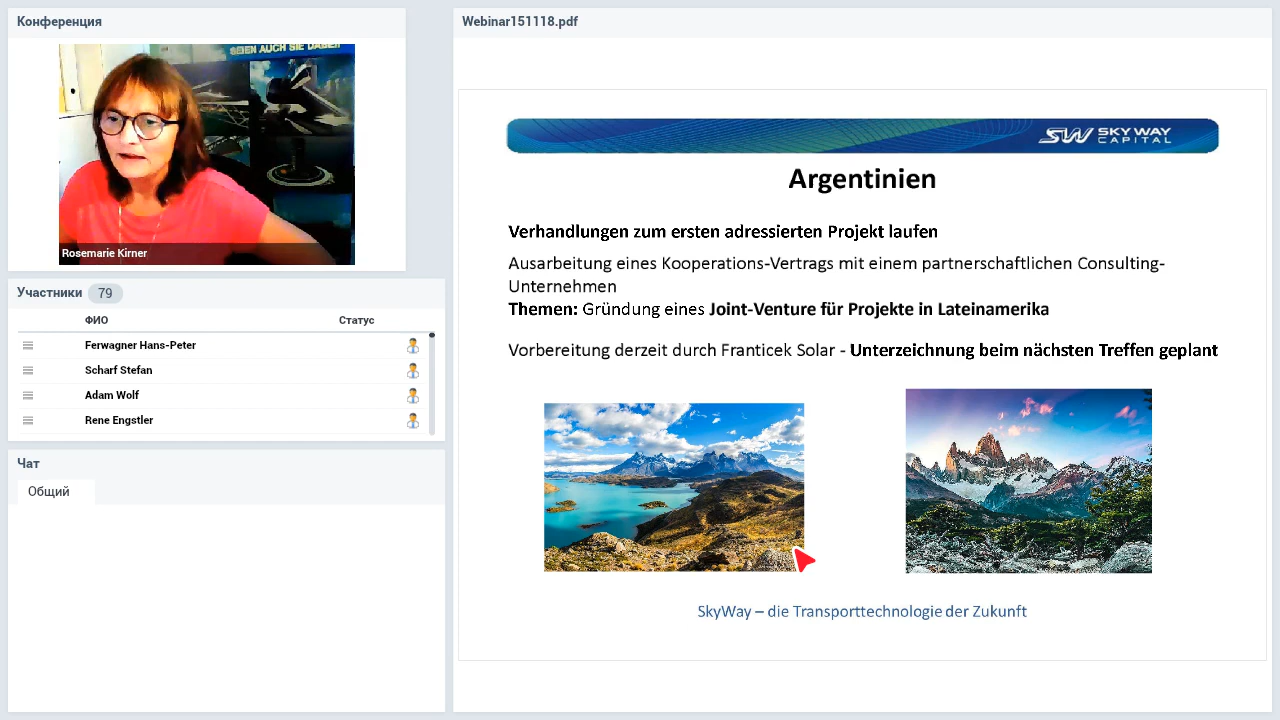 Конференция
SEIEN AUCH SIE DABEI!
Rosemarie Kirner
Участники 79
ФИО Статус
Ferwagner Hans-Peter
Scharf Stefan
Adam Wolf
Rene Engstler
Чат
Общий
Webinar151118.pdf
SW SKY WAY
CAPITAL
Argentinien
Verhandlungen zum ersten adressierten Projekt laufen
Ausarbeitung eines Kooperations-Vertrags mit einem partnerschaftlichen Consulting-
Unternehmen
Themen: Gründung eines Joint-Venture für Projekte in Lateinamerika
Vorbereitung derzeit durch Franticek Solar - Unterzeichnung beim nächsten Treffen geplant
SkyWay – die Transporttechnologie der Zukunft